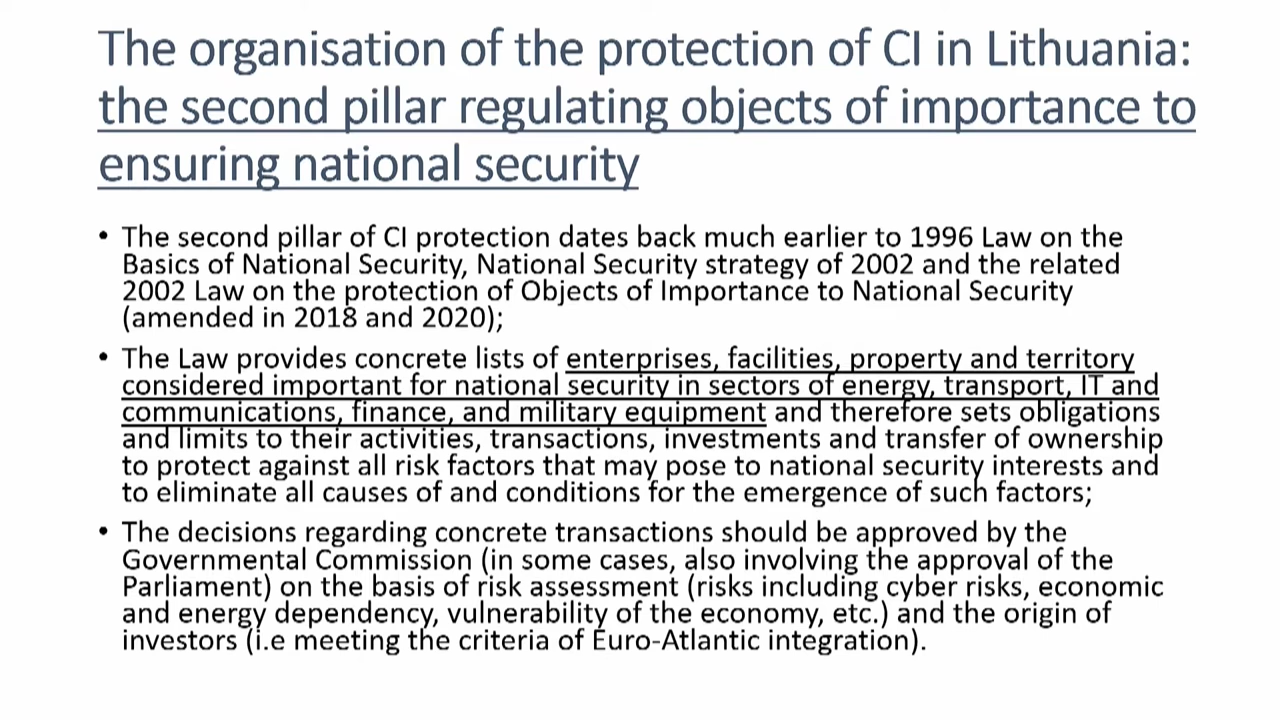 The organisation of the protection of CI in Lithuania:
the second pillar regulating objects of importance to
ensuring national security
• The second pillar of CI protection dates back much earlier to 1996 Law on the
Basics of National Security, National Security strategy of 2002 and the related
2002 Law on the protection of Objects of Importance to National Security
(amended in 2018 and 2020);
• The Law provides concrete lists of enterprises, facilities, property and territory
considered important for national security in sectors of energy, transport, IT and
communications, finance, and military equipment and therefore sets obligations
and limits to their activities, transactions, investments and transfer of ownership
to protect against all risk factors that may pose to national security interests and
to eliminate all causes of and conditions for the emergence of such factors;
• The decisions regarding concrete transactions should be approved by the
Governmental Commission (in some cases, also involving the approval of the
Parliament) on the basis of risk assessment (risks including cyber risks, economic
and energy dependency, vulnerability of the economy, etc.) and the origin of
investors (i.e meeting the criteria of Euro-Atlantic integration).